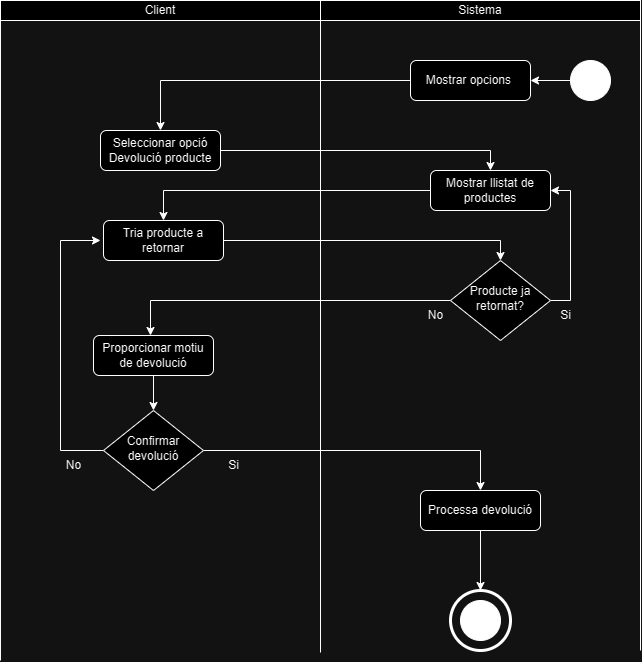 Client
Sistema
Mostrar opcions
Seleccionar opció
Devolució producte
Mostrar llistat de
productes
Tria producte a
retornar
Producte ja
retornat?
No
Si
Proporcionar motiu
de devolució
Confirmar
devolució
No
Si
Processa devolució